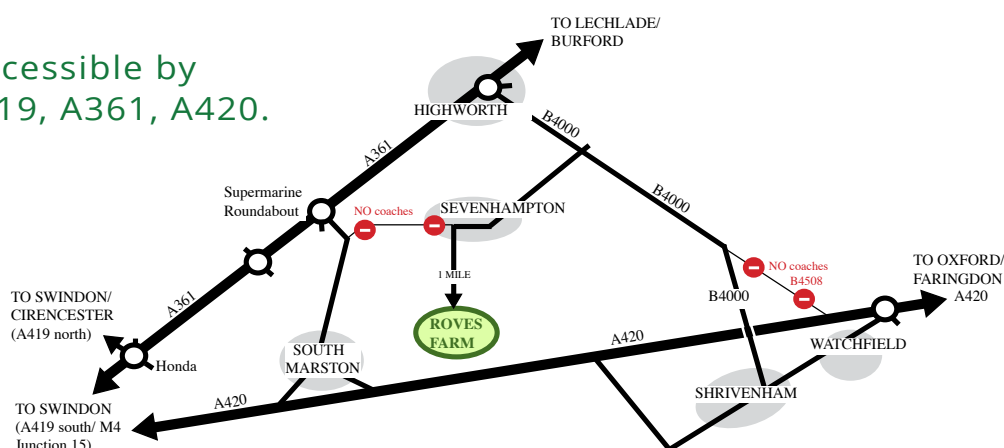 cessible by
19, A361, A420.
TO LECHLADE/
BURFORD
HIGHWORTH
B4000
A361
B4000
Supermarine
Roundabout
NO coaches
SEVENHAMPTON
NO coaches
B4508
TO OXFORD/
FARINGDON
A420
1 MILE
B4000
TO SWINDON/
CIRENCESTER
(A419 north)
A361
ROVES
FARM
A420
WATCHFIELD
Honda
SOUTH
MARSTON
SHRIVENHAM
A420
TO SWINDON
(A419 south/ M4
Junction 15)